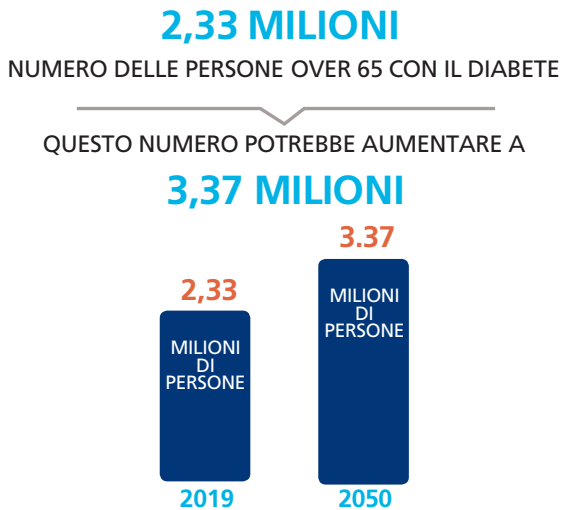 2,33 MILIONI
NUMERO DELLE PERSONE OVER 65 CON IL DIABETE
QUESTO NUMERO POTREBBE AUMENTARE A
3,37 MILIONI
2,33
MILIONI
DI
PERSONE
2019
3.37
MILIONI
DI
PERSONE
2050